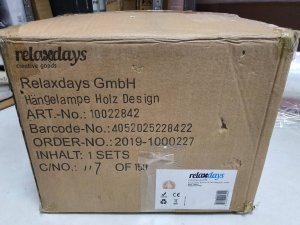 relaxdays
creative goods
Relaxdays GmbH
Hängelampe Holz Design
ART-No.: 10022842
Barcode-No.: 4052025228422
ORDER-NO.: 2019-1000227
INHALT: 1 SETS
C/NO.: 117 OF
relaxdays